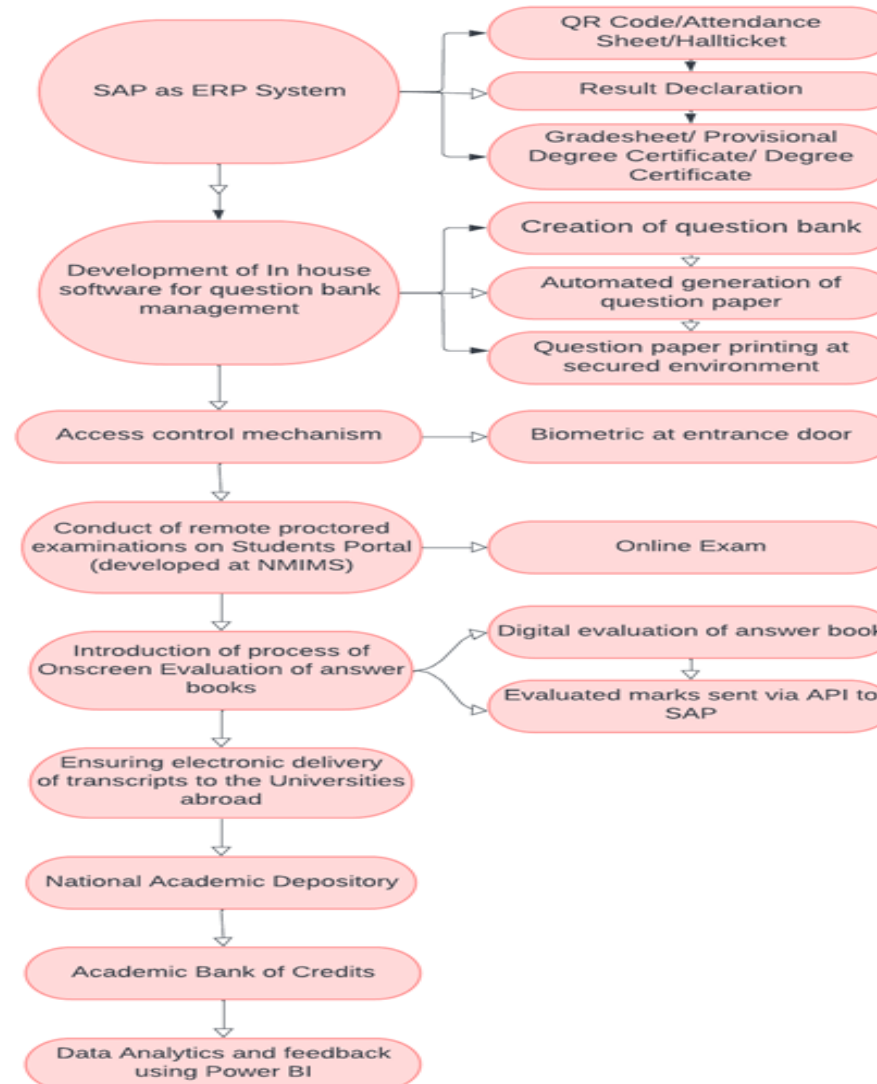 SAP as ERP System
QR Code/Attendance
Sheet/Hallticket
Result Declaration
Gradesheet/ Provisional
Degree Certificate/ Degree
Certificate
Development of In house
software for question bank
management
Creation of question bank
Automated generation of
question paper
Question paper printing at
secured environment
Access control mechanism
Biometric at entrance door
Conduct of remote proctored
examinations on Students Portal
(developed at NMIMS)
Online Exam
Introduction of process of
Onscreen Evaluation of answer
books
Digital evaluation of answer book
Evaluated marks sent via API to
SAP
Ensuring electronic delivery
of transcripts to the Universities
abroad
National Academic Depository
Academic Bank of Credits
Data Analytics and feedback
using Power BI